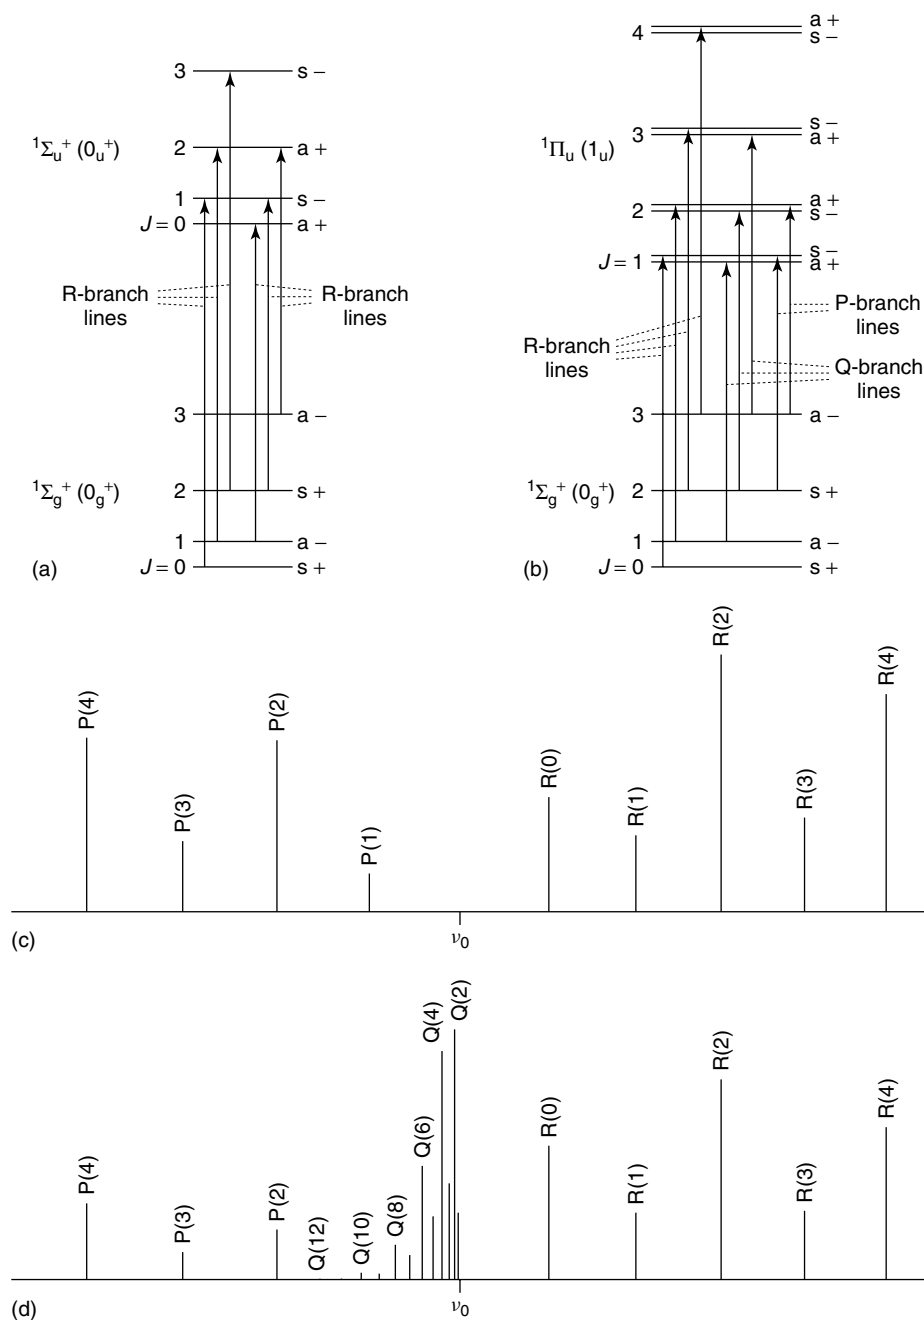 3 s −
¹Σᵤ⁺ (0ᵤ⁺) 2 a +
1 s −
J = 0 a +
R-branch lines
R-branch lines
3 a −
¹Σg⁺ (0g⁺) 2 s +
1 a −
J = 0 s +
(a)
4 a +
s −
¹Πᵤ (1ᵤ) 3 s −
a +
2 a +
s −
J = 1 s −
a +
R-branch lines
P-branch lines
Q-branch lines
3 a −
¹Σg⁺ (0g⁺) 2 s +
1 a −
J = 0 s +
(b)
P(4) P(3) P(2) P(1) R(0) R(1) R(2) R(3) R(4)
ν₀
(c)
P(4) P(3) P(2) Q(12) Q(10) Q(8) Q(6) Q(4) Q(2) R(0) R(1) R(2) R(3) R(4)
ν₀
(d)